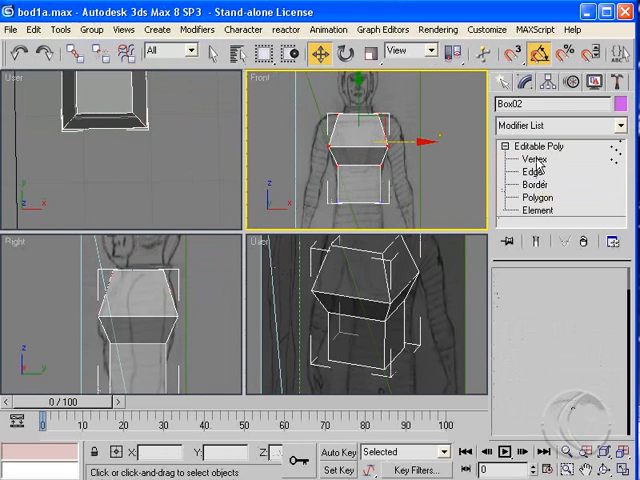 bod1a.max - Autodesk 3ds Max 8 SP3 - Stand-alone License
File Edit Tools Group Views Create Modifiers Character reactor Animation Graph Editors Rendering Customize MAXScript Help
All View 3 %
User Front
Right User
z x
z x
z y
z x
Box02
Modifier List
Editable Poly
Vertex
Edge
Border
Polygon
Element
0 / 100
0 10 20 30 40 50 60 70 80 90 100
X: Y: Z: Auto Key Selected
Click or click-and-drag to select objects Set Key Key Filters... 0